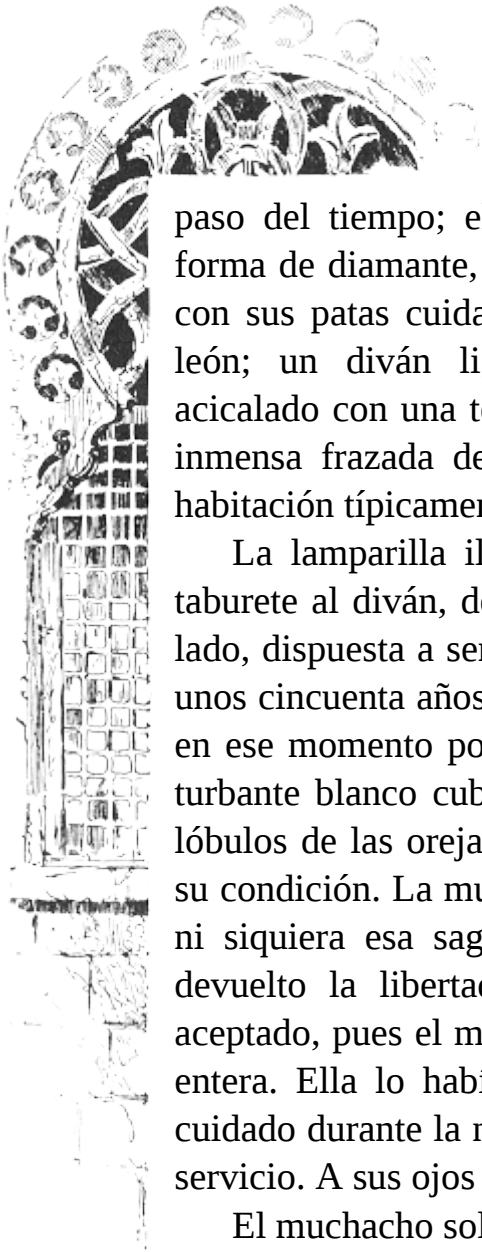 paso del tiempo; el
forma de diamante,
con sus patas cuida
león; un diván li
acicalado con una t
inmensa frazada de
habitación típicamen
La lamparilla il
taburete al diván, d
lado, dispuesta a ser
unos cincuenta años
en ese momento po
turbante blanco cub
lóbulos de las oreja
su condición. La mu
ni siquiera esa sag
devuelto la liberta
aceptado, pues el m
entera. Ella lo habí
cuidado durante la n
servicio. A sus ojos
El muchacho sol